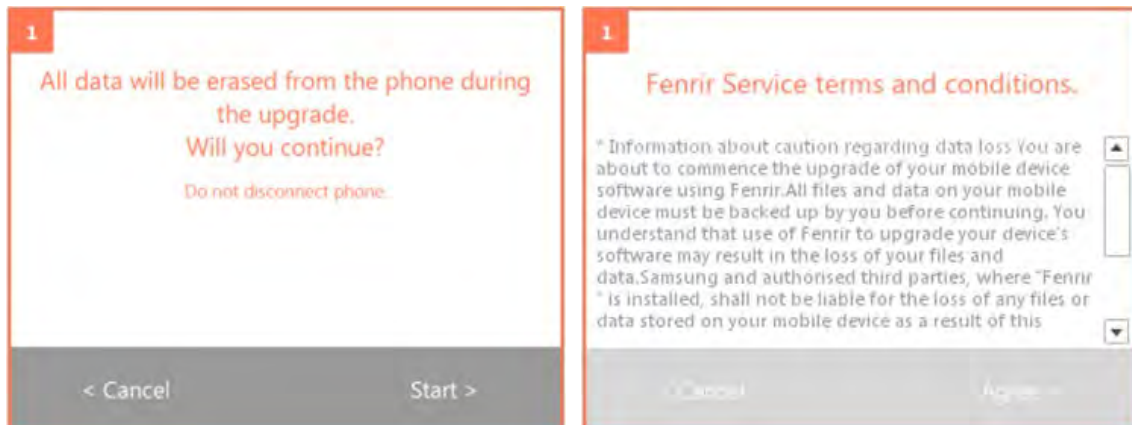 1
All data will be erased from the phone during
the upgrade.
Will you continue?
Do not disconnect phone.
< Cancel
Start >
1
Fenrir Service terms and conditions.
* Information about caution regarding data loss You are
about to commence the upgrade of your mobile device
software using Fenrir.All files and data on your mobile
device must be backed up by you before continuing. You
understand that use of Fenrir to upgrade your device's
software may result in the loss of your files and
data.Samsung and authorised third parties, where "Fenrir
" is installed, shall not be liable for the loss of any files or
data stored on your mobile device as a result of this
< Cancel
Agree >